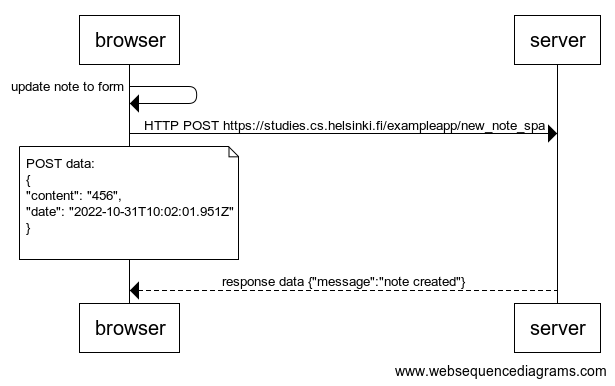 browser
server
update note to form
HTTP POST https://studies.cs.helsinki.fi/exampleapp/new_note_spa
POST data:
{
"content": "456",
"date": "2022-10-31T10:02:01.951Z"
}
response data {"message":"note created"}
browser
server
www.websequencediagrams.com